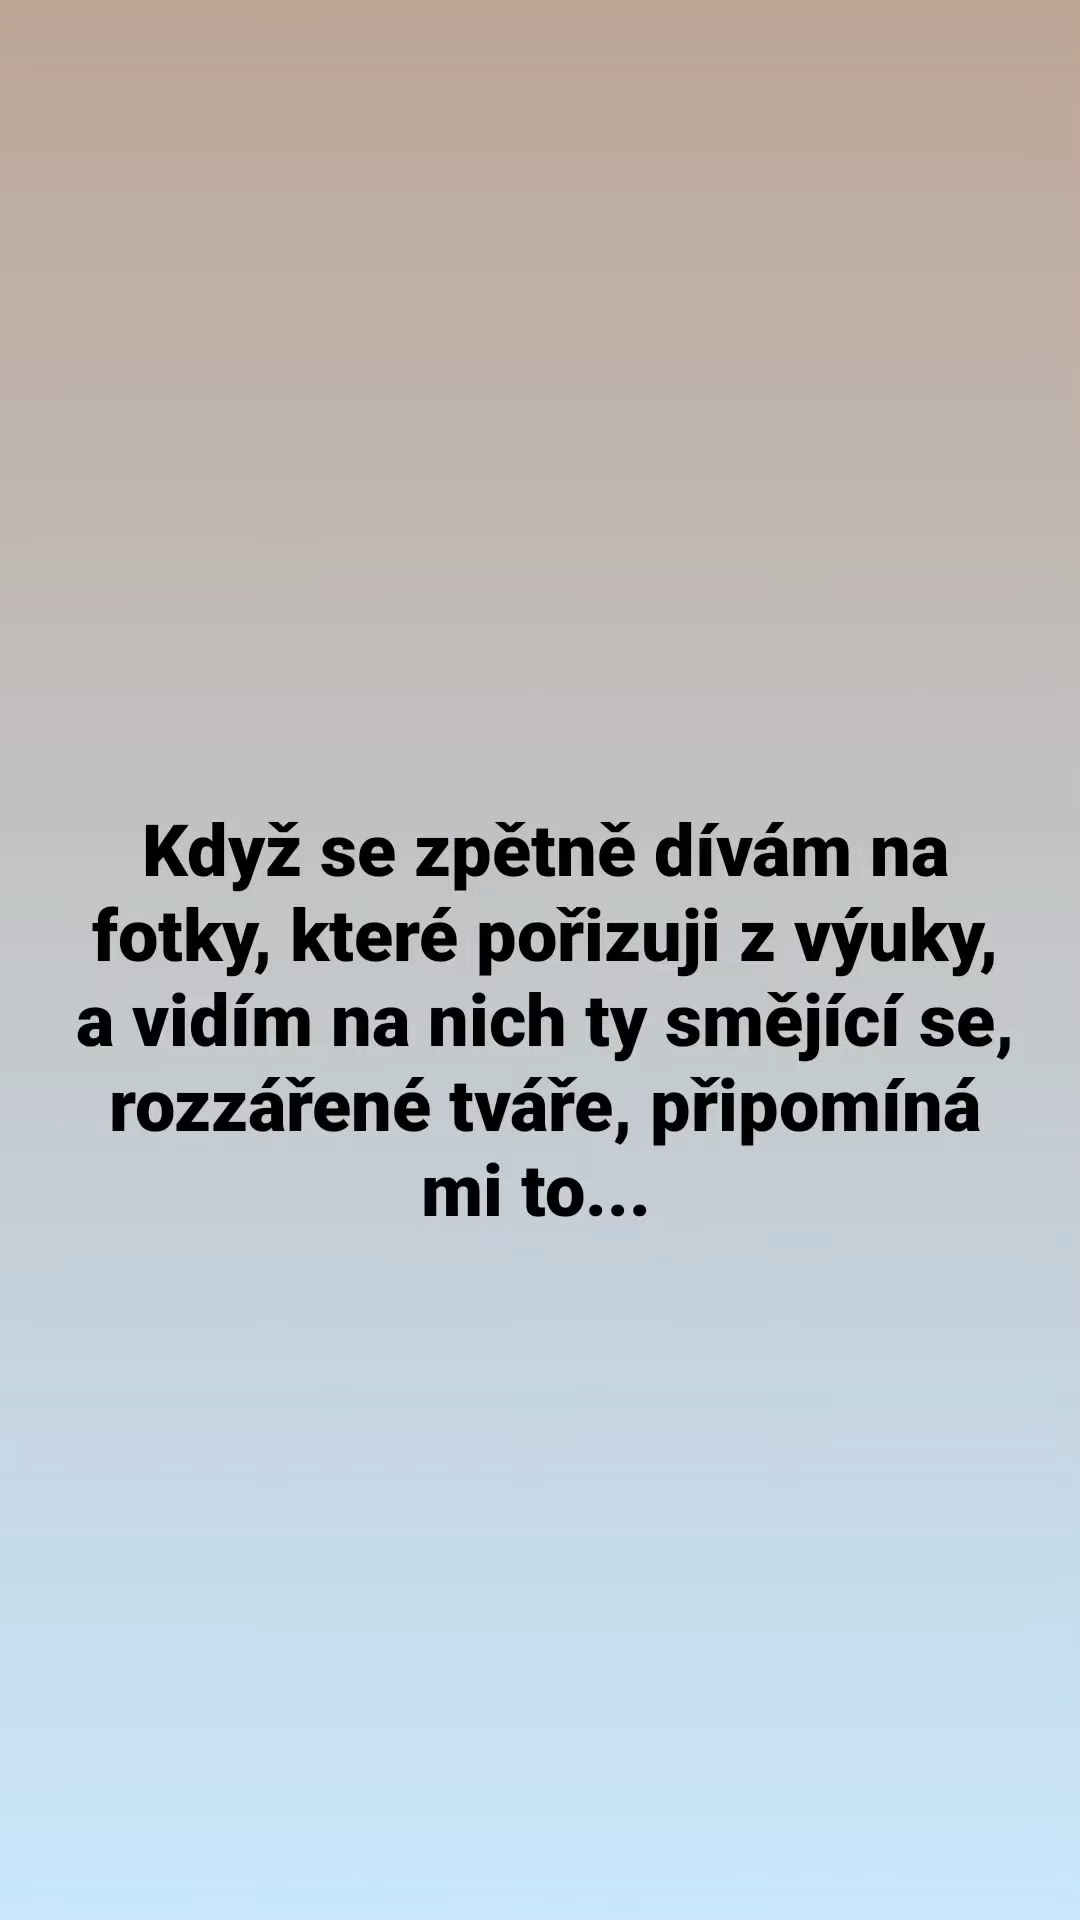 Když se zpětně dívám na
fotky, které pořizuji z výuky,
a vidím na nich ty smějící se,
rozzářené tváře, připomíná
mi to...